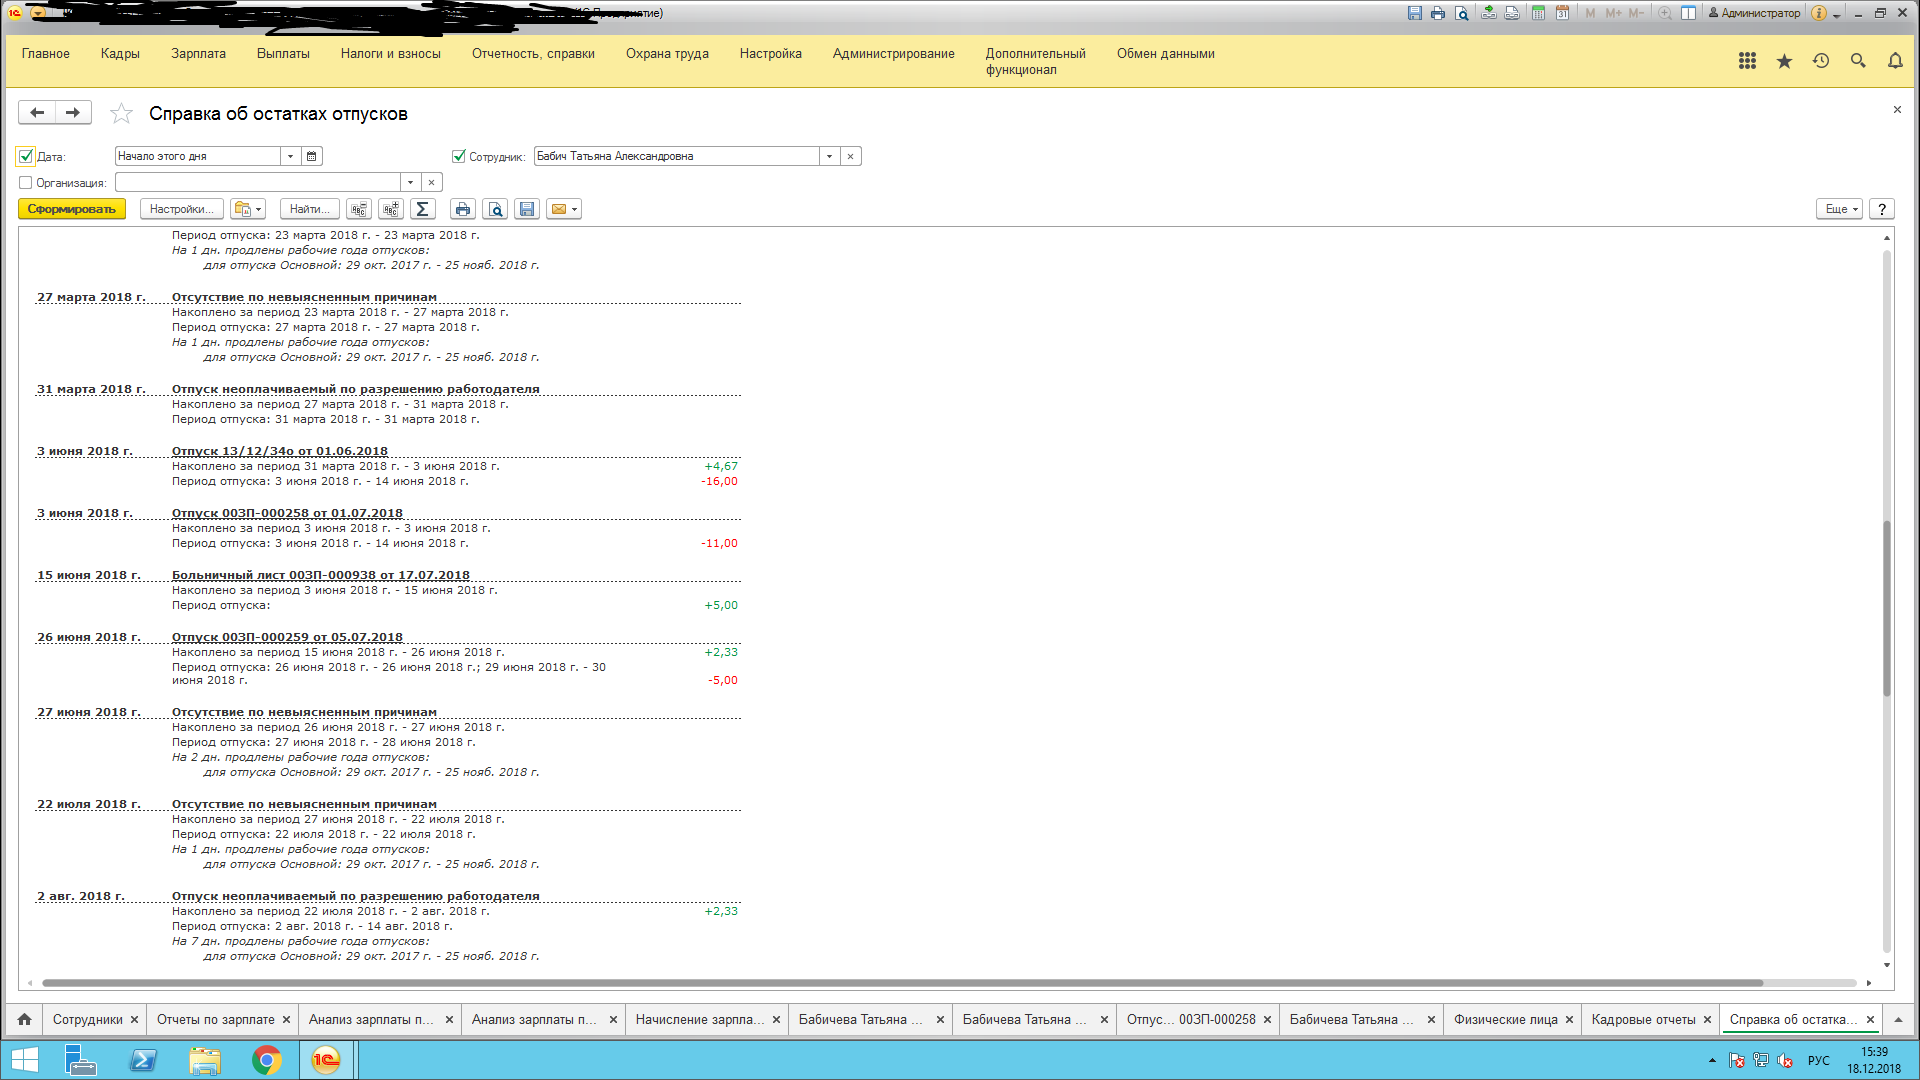 приятие)
M M+ M-
Администратор
Главное Кадры Зарплата Выплаты Налоги и взносы Отчетность, справки Охрана труда Настройка Администрирование Дополнительный функционал Обмен данными
Справка об остатках отпусков
Дата: Начало этого дня Сотрудник: Бабич Татьяна Александровна
Организация:
Сформировать Настройки... Найти... Σ Еще ?
Период отпуска: 23 марта 2018 г. - 23 марта 2018 г.
На 1 дн. продлены рабочие года отпусков:
для отпуска Основной: 29 окт. 2017 г. - 25 нояб. 2018 г.
27 марта 2018 г. Отсутствие по невыясненным причинам
Накоплено за период 23 марта 2018 г. - 27 марта 2018 г.
Период отпуска: 27 марта 2018 г. - 27 марта 2018 г.
На 1 дн. продлены рабочие года отпусков:
для отпуска Основной: 29 окт. 2017 г. - 25 нояб. 2018 г.
31 марта 2018 г. Отпуск неоплачиваемый по разрешению работодателя
Накоплено за период 27 марта 2018 г. - 31 марта 2018 г.
Период отпуска: 31 марта 2018 г. - 31 марта 2018 г.
3 июня 2018 г. Отпуск 13/12/34о от 01.06.2018
Накоплено за период 31 марта 2018 г. - 3 июня 2018 г. +4,67
Период отпуска: 3 июня 2018 г. - 14 июня 2018 г. -16,00
3 июня 2018 г. Отпуск 00ЗП-000258 от 01.07.2018
Накоплено за период 3 июня 2018 г. - 3 июня 2018 г.
Период отпуска: 3 июня 2018 г. - 14 июня 2018 г. -11,00
15 июня 2018 г. Больничный лист 00ЗП-000938 от 17.07.2018
Накоплено за период 3 июня 2018 г. - 15 июня 2018 г.
Период отпуска: +5,00
26 июня 2018 г. Отпуск 00ЗП-000259 от 05.07.2018
Накоплено за период 15 июня 2018 г. - 26 июня 2018 г. +2,33
Период отпуска: 26 июня 2018 г. - 26 июня 2018 г.; 29 июня 2018 г. - 30
июня 2018 г. -5,00
27 июня 2018 г. Отсутствие по невыясненным причинам
Накоплено за период 26 июня 2018 г. - 27 июня 2018 г.
Период отпуска: 27 июня 2018 г. - 28 июня 2018 г.
На 2 дн. продлены рабочие года отпусков:
для отпуска Основной: 29 окт. 2017 г. - 25 нояб. 2018 г.
22 июля 2018 г. Отсутствие по невыясненным причинам
Накоплено за период 27 июня 2018 г. - 22 июля 2018 г.
Период отпуска: 22 июля 2018 г. - 22 июля 2018 г.
На 1 дн. продлены рабочие года отпусков:
для отпуска Основной: 29 окт. 2017 г. - 25 нояб. 2018 г.
2 авг. 2018 г. Отпуск неоплачиваемый по разрешению работодателя
Накоплено за период 22 июля 2018 г. - 2 авг. 2018 г. +2,33
Период отпуска: 2 авг. 2018 г. - 14 авг. 2018 г.
На 7 дн. продлены рабочие года отпусков:
для отпуска Основной: 29 окт. 2017 г. - 25 нояб. 2018 г.
Сотрудники Отчеты по зарплате Анализ зарплаты п... Анализ зарплаты п... Начисление зарпла... Бабичева Татьяна ... Бабичева Татьяна ... Отпус... 00ЗП-000258 Бабичева Татьяна ... Физические лица Кадровые отчеты Справка об остатка...
РУС
15:39
18.12.2018